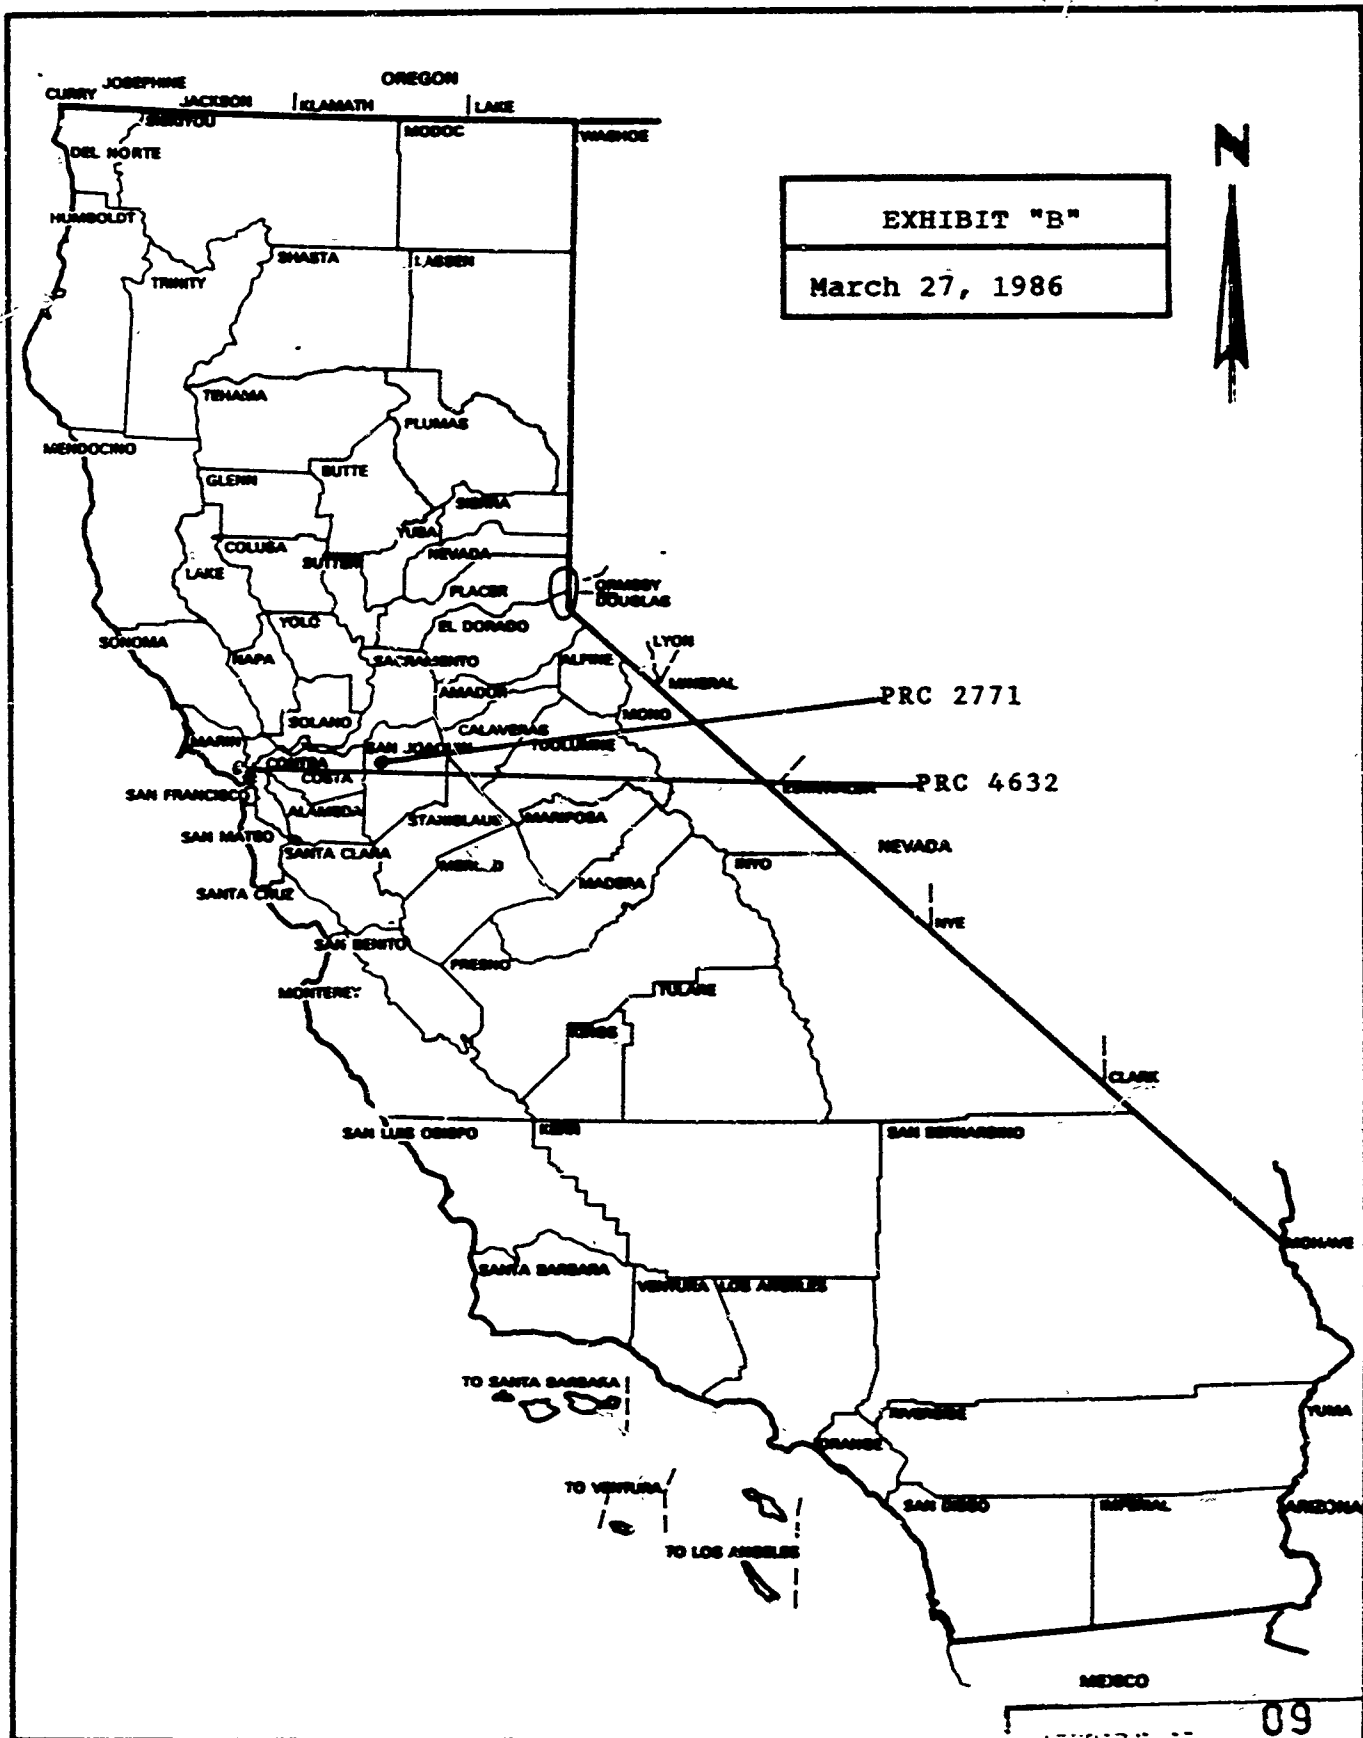 OREGON
JOSEPHINE
CURRY
JACKSON
KLAMATH
LAKE
SISKIYOU
MODOC
WASHOE
DEL NORTE
EXHIBIT "B"
March 27, 1986
N
HUMBOLDT
TRINITY
SHASTA
LASSEN
TEHAMA
PLUMAS
MENDOCINO
GLENN
BUTTE
SIERRA
YUBA
COLUSA
SUTTER
NEVADA
LAKE
PLACER
ORMSBY
DOUGLAS
YOLO
EL DORADO
SONOMA
NAPA
SACRAMENTO
ALPINE
LYON
MINERAL
AMADOR
PRC 2771
SOLANO
CALAVERAS
MONO
MARIN
SAN JOAQUIN
TUOLUMNE
CONTRA
COSTA
ESMERALDA
PRC 4632
SAN FRANCISCO
ALAMEDA
STANISLAUS
MARIPOSA
SAN MATEO
SANTA CLARA
MERCED
INYO
NEVADA
SANTA CRUZ
MADERA
NYE
SAN BENITO
FRESNO
MONTEREY
TULARE
KINGS
CLARK
SAN LUIS OBISPO
KERN
SAN BERNARDINO
MOHAVE
SANTA BARBARA
VENTURA
LOS ANGELES
TO SANTA BARBARA
RIVERSIDE
YUMA
ORANGE
TO VENTURA
SAN DIEGO
IMPERIAL
ARIZONA
TO LOS ANGELES
MEXICO
09